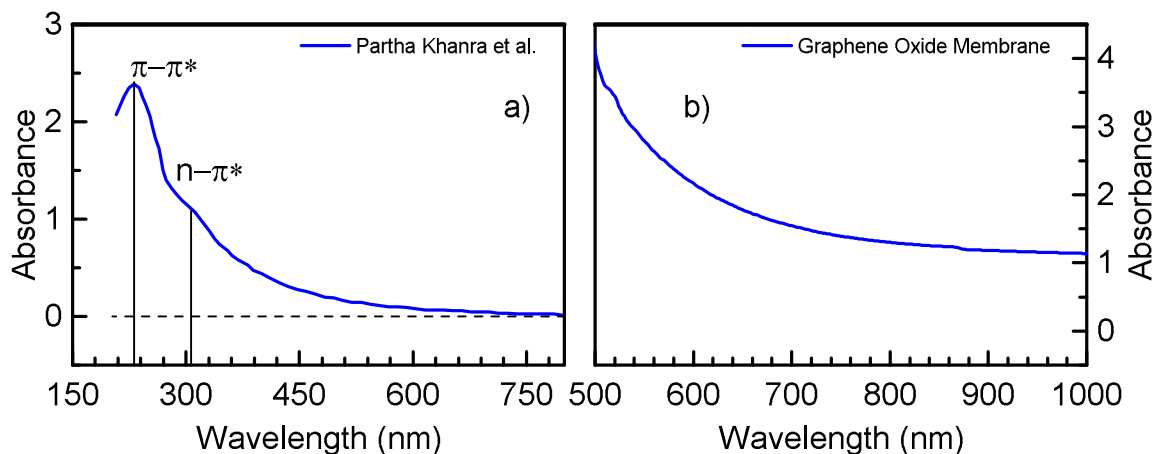 Partha Khanra et al.
π–π*
n–π*
a)
3
2
1
0
Absorbance
150 300 450 600 750
Wavelength (nm)
Graphene Oxide Membrane
b)
4
3
2
1
0
Absorbance
500 600 700 800 900 1000
Wavelength (nm)